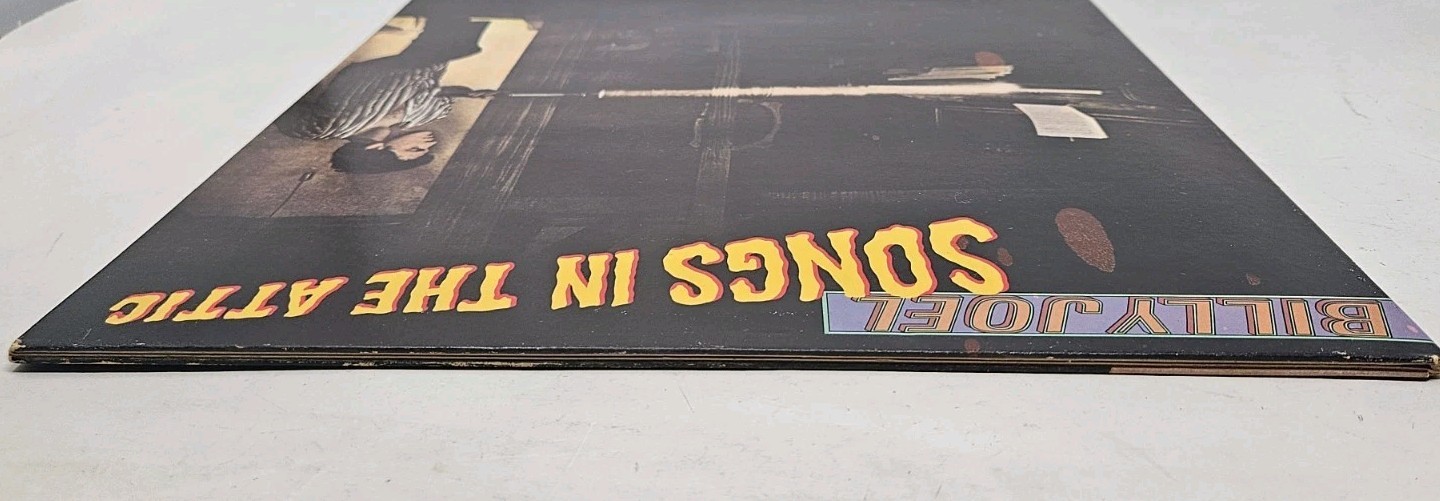 BILLY JOEL
SONGS IN THE ATTIC